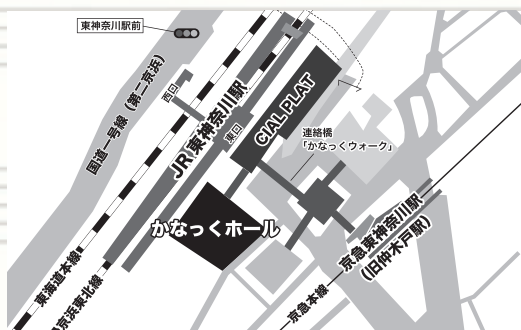 東神奈川駅前
国道一号線（第二京浜）
西口
JR東神奈川駅
東口
CIAL PLAT
連絡橋
「かなっくウォーク」
かなっくホール
京急東神奈川駅
（旧仲木戸駅）
東海道本線
京浜東北線
京急本線